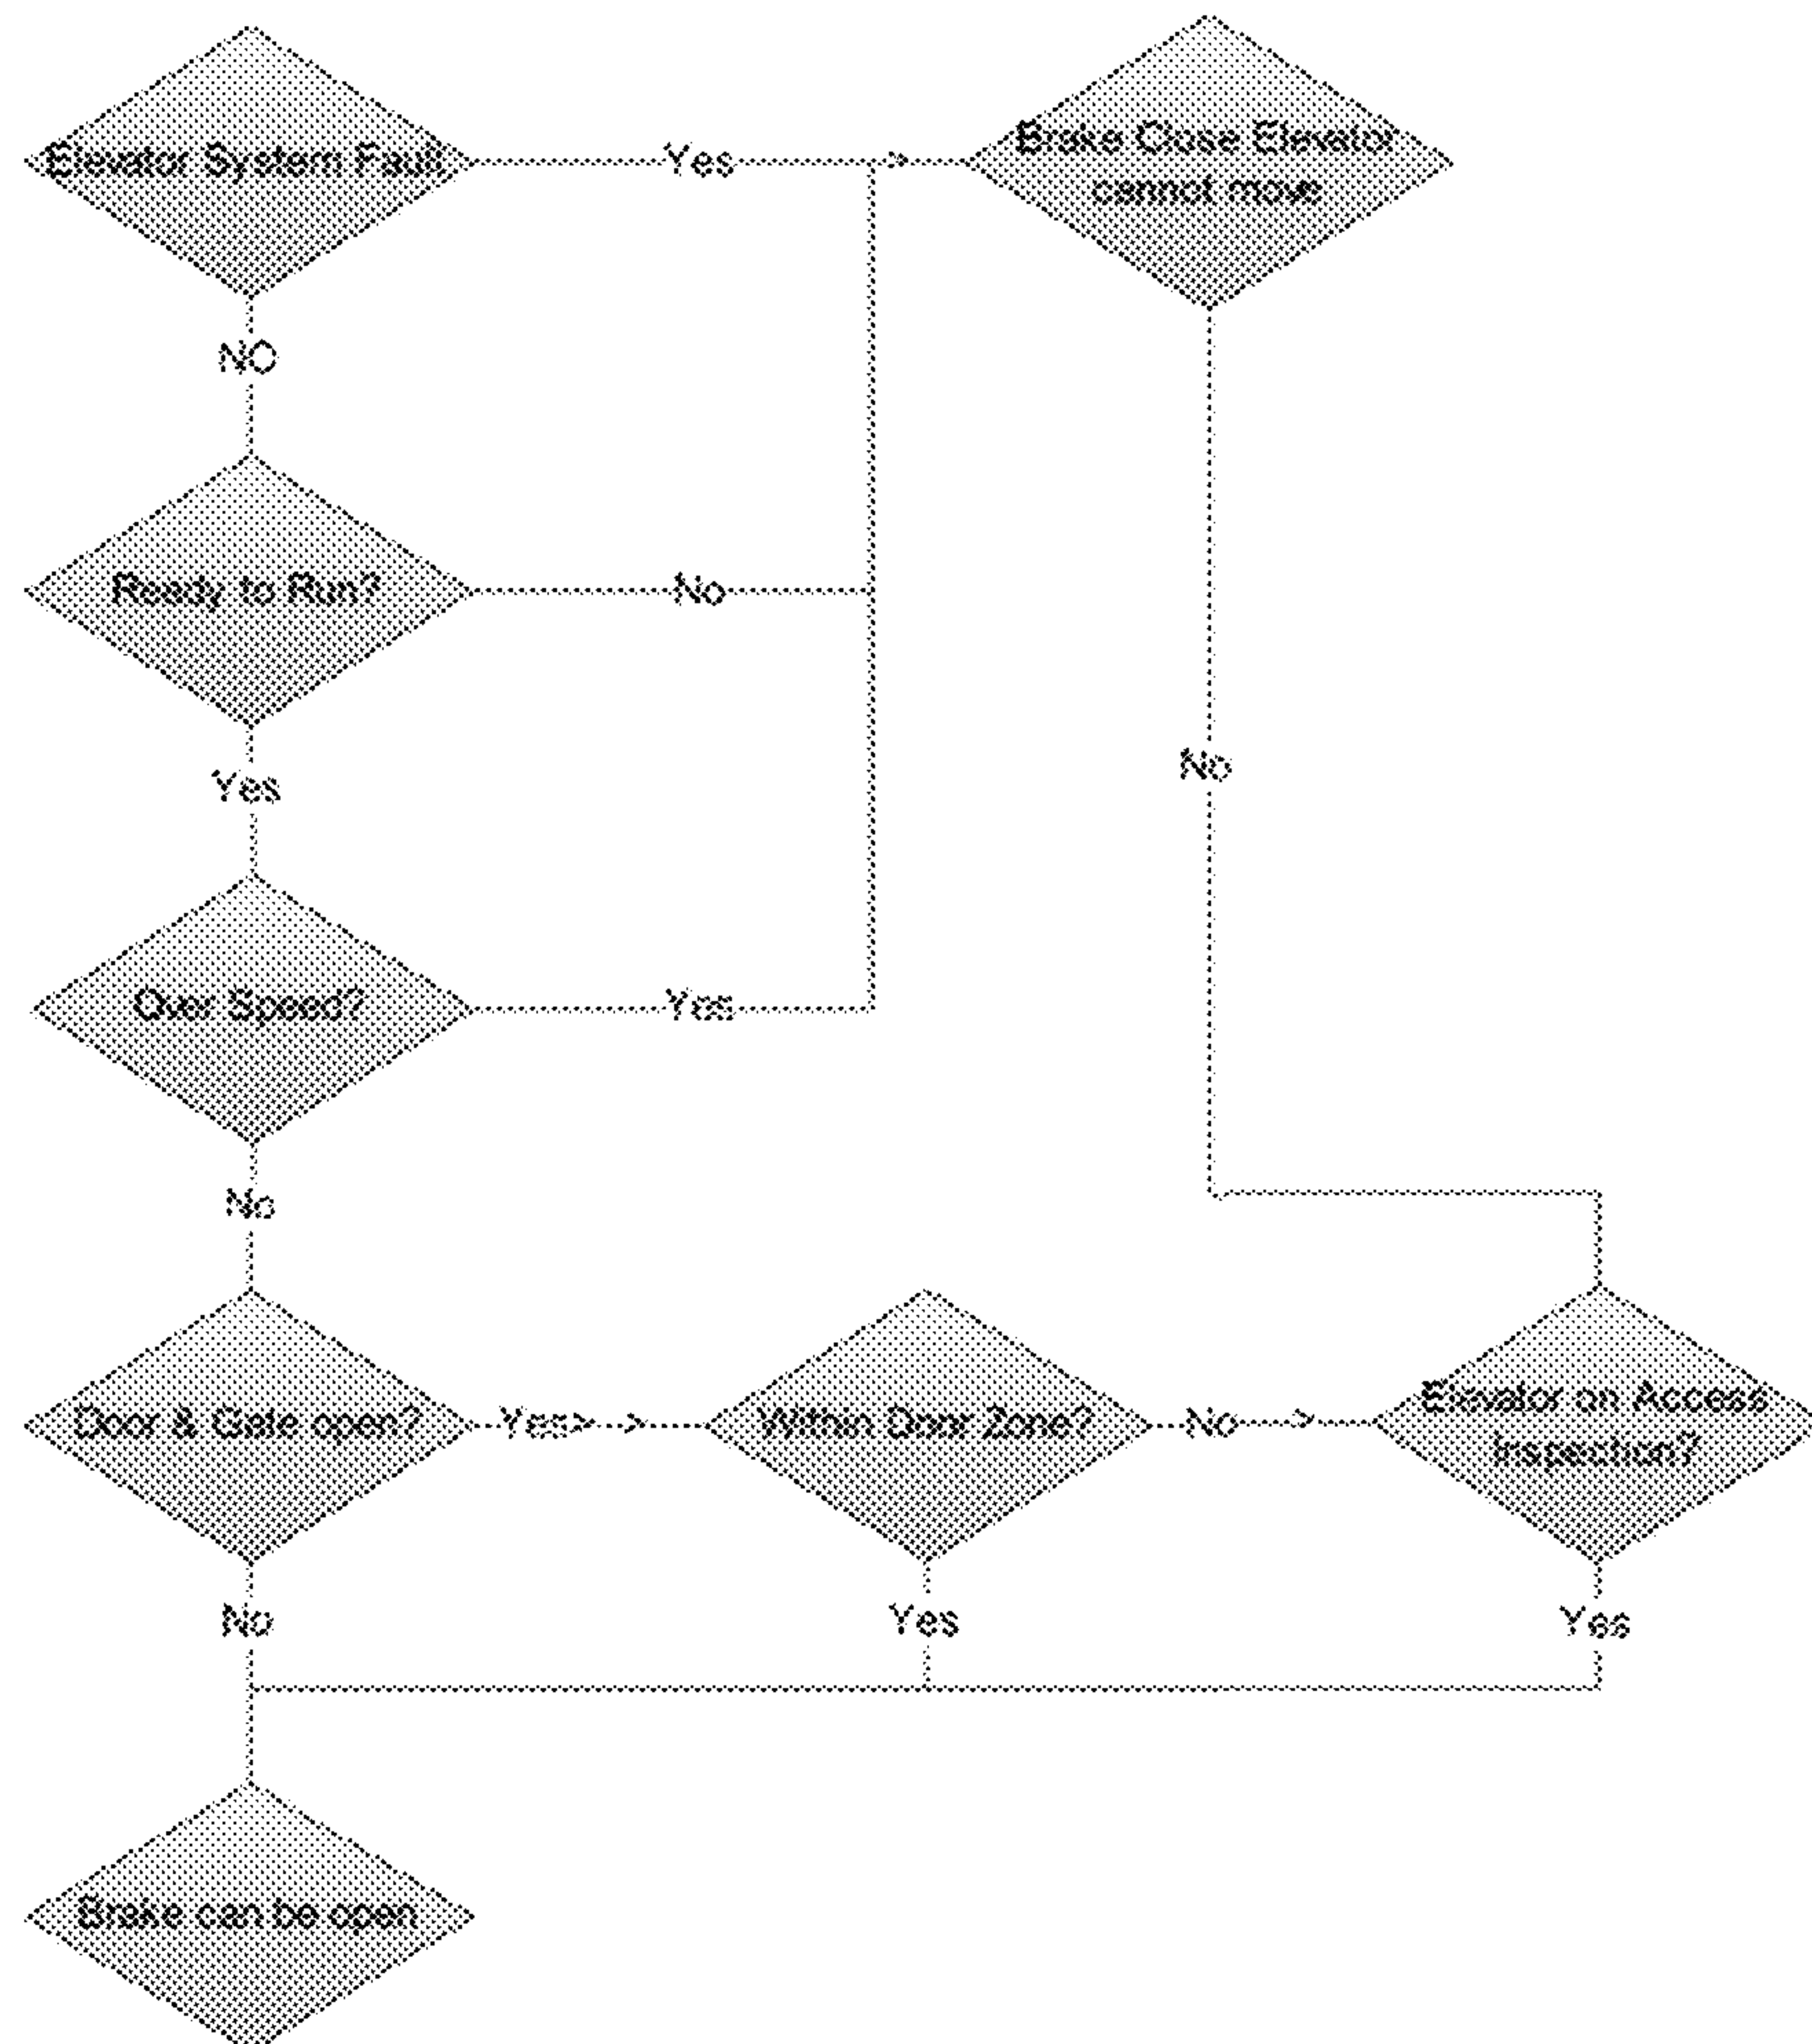 Elevator System Fault
Yes
Brake Close Elevator
cannot move
NO
Ready to Run?
No
Yes
No
Over Speed?
Yes
No
Door & Gate open?
Yes
Within Door Zone?
No
Elevator on Access
Inspection?
No
Yes
Yes
Brake can be open